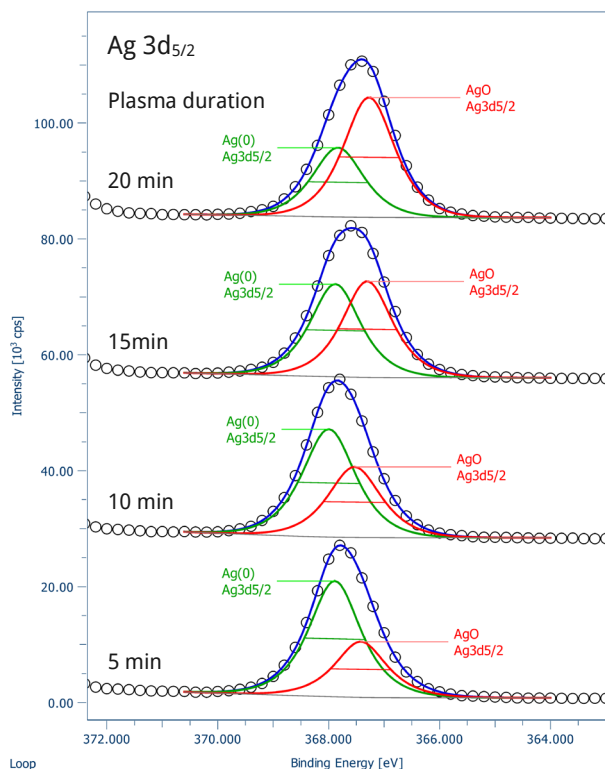 Ag 3d5/2
Plasma duration
AgO
Ag3d5/2
Ag(0)
Ag3d5/2
20 min
100.00
80.00
Ag(0)
Ag3d5/2
AgO
Ag3d5/2
15min
60.00
Intensity [10³ cps]
Ag(0)
Ag3d5/2
10 min
AgO
Ag3d5/2
40.00
Ag(0)
Ag3d5/2
20.00
AgO
Ag3d5/2
5 min
0.00
372.000 370.000 368.000 366.000 364.000
Loop
Binding Energy [eV]